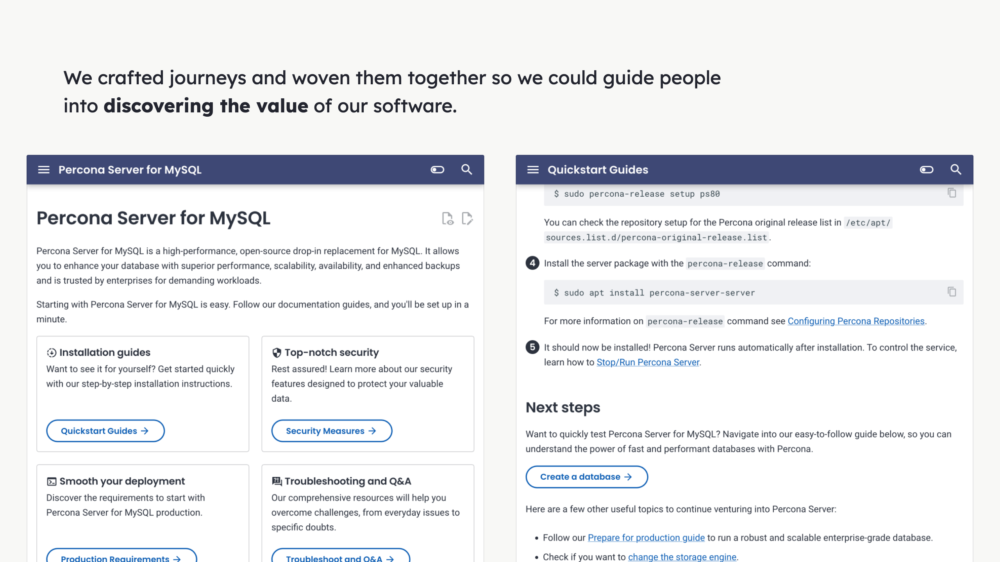 We crafted journeys and woven them together so we could guide people
into discovering the value of our software.
Percona Server for MySQL
Percona Server for MySQL
Percona Server for MySQL is a high-performance, open-source drop-in replacement for MySQL. It allows
you to enhance your database with superior performance, scalability, availability, and enhanced backups
and is trusted by enterprises for demanding workloads.
Starting with Percona Server for MySQL is easy. Follow our documentation guides, and you'll be set up in a
minute.
Installation guides
Want to see it for yourself? Get started quickly
with our step-by-step installation instructions.
Quickstart Guides →
Top-notch security
Rest assured! Learn more about our security
features designed to protect your valuable
data.
Security Measures →
Smooth your deployment
Discover the requirements to start with
Percona Server for MySQL production.
Production Requirements →
Troubleshooting and Q&A
Our comprehensive resources will help you
overcome challenges, from everyday issues to
specific doubts.
Troubleshoot and Q&A →
Quickstart Guides
$ sudo percona-release setup ps80
You can check the repository setup for the Percona original release list in /etc/apt/
sources.list.d/percona-original-release.list.
4 Install the server package with the percona-release command:
$ sudo apt install percona-server-server
For more information on percona-release command see Configuring Percona Repositories.
5 It should now be installed! Percona Server runs automatically after installation. To control the service,
learn how to Stop/Run Percona Server.
Next steps
Want to quickly test Percona Server for MySQL? Navigate into our easy-to-follow guide below, so you can
understand the power of fast and performant databases with Percona.
Create a database →
Here are a few other useful topics to continue venturing into Percona Server:
• Follow our Prepare for production guide to run a robust and scalable enterprise-grade database.
• Check if you want to change the storage engine.